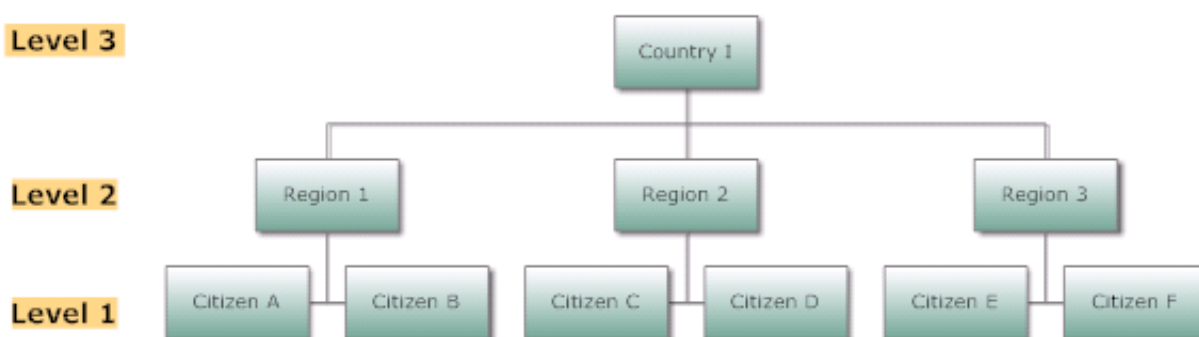 Level 3
Country I
Level 2
Region 1
Region 2
Region 3
Level 1
Citizen A
Citizen B
Citizen C
Citizen D
Citizen E
Citizen F